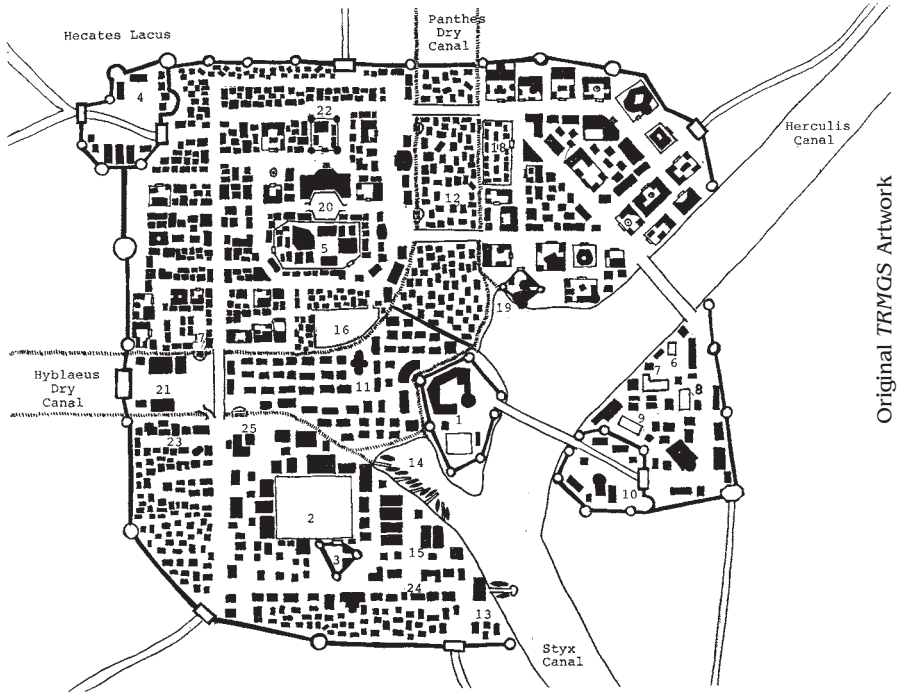 Hecates Lacus
Panthes
Dry
Canal
Herculis
Canal
4
22
18
12
20
5
19
16
17
Hyblaeus
Dry
Canal
21
11
6
7
8
9
1
23
25
14
10
2
3
15
24
13
Styx
Canal
Original TRMGS Artwork